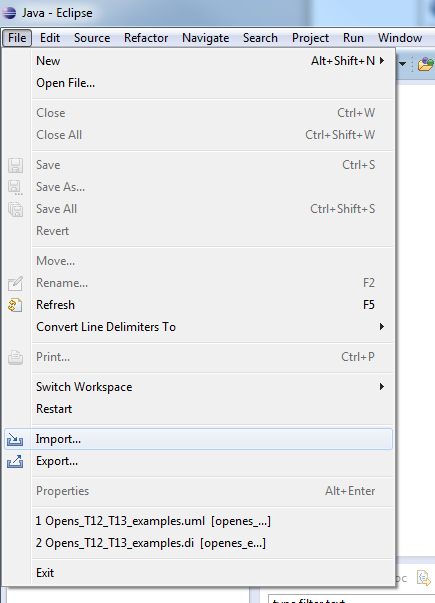 Java - Eclipse
File Edit Source Refactor Navigate Search Project Run Window
New Alt+Shift+N
Open File...
Close Ctrl+W
Close All Ctrl+Shift+W
Save Ctrl+S
Save As...
Save All Ctrl+Shift+S
Revert
Move...
Rename... F2
Refresh F5
Convert Line Delimiters To
Print... Ctrl+P
Switch Workspace
Restart
Import...
Export...
Properties Alt+Enter
1 Opens_T12_T13_examples.uml [openes_...]
2 Opens_T12_T13_examples.di [openes_e...]
Exit
type filter text